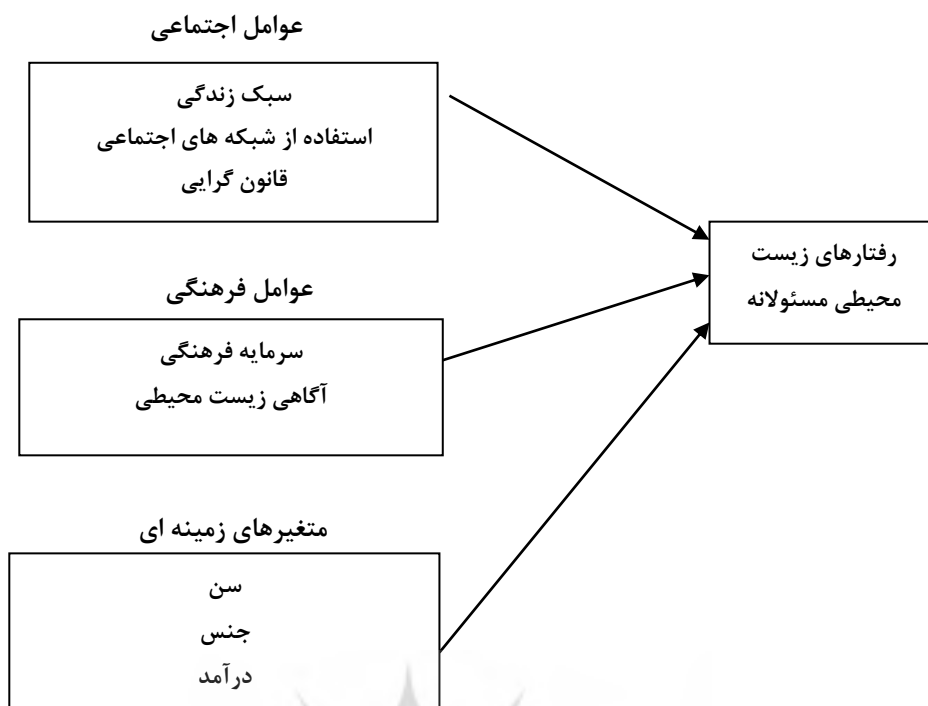 عوامل اجتماعی
سبک زندگی
استفاده از شبکه های اجتماعی
قانون گرایی
رفتارهای زیست
محیطی مسئولانه
عوامل فرهنگی
سرمایه فرهنگی
آگاهی زیست محیطی
متغیرهای زمینه ای
سن
جنس
درآمد